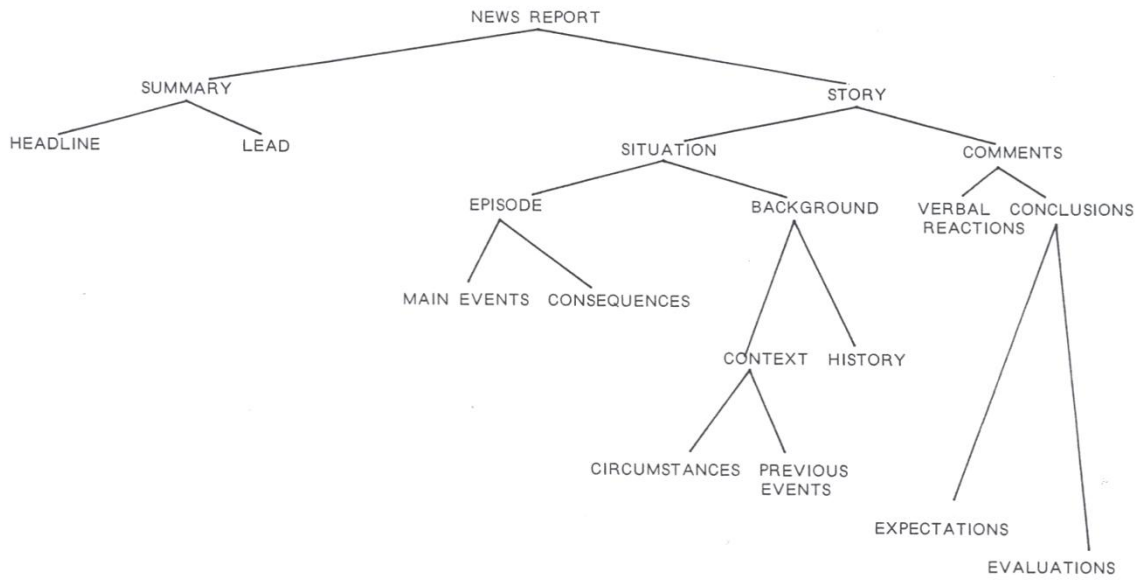 NEWS REPORT
SUMMARY
STORY
HEADLINE
LEAD
SITUATION
COMMENTS
EPISODE
BACKGROUND
VERBAL
REACTIONS
CONCLUSIONS
MAIN EVENTS
CONSEQUENCES
CONTEXT
HISTORY
CIRCUMSTANCES
PREVIOUS
EVENTS
EXPECTATIONS
EVALUATIONS